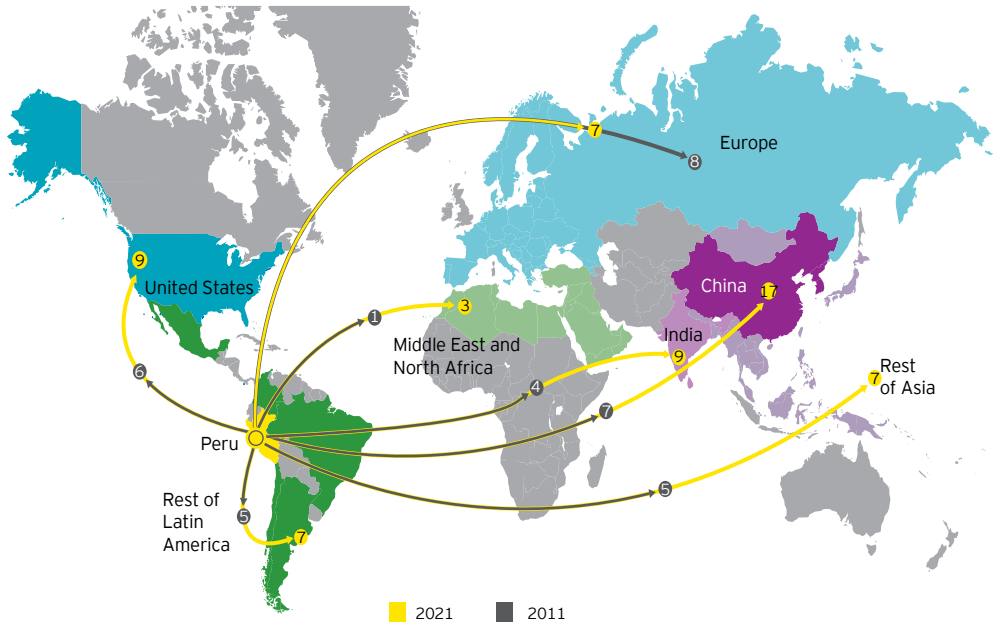 7
Europe
8
9
United States
China
17
1
3
India
Middle East and
North Africa
9
6
4
7
Rest
of Asia
7
Peru
5
Rest of
Latin
America
5
7
2021
2011